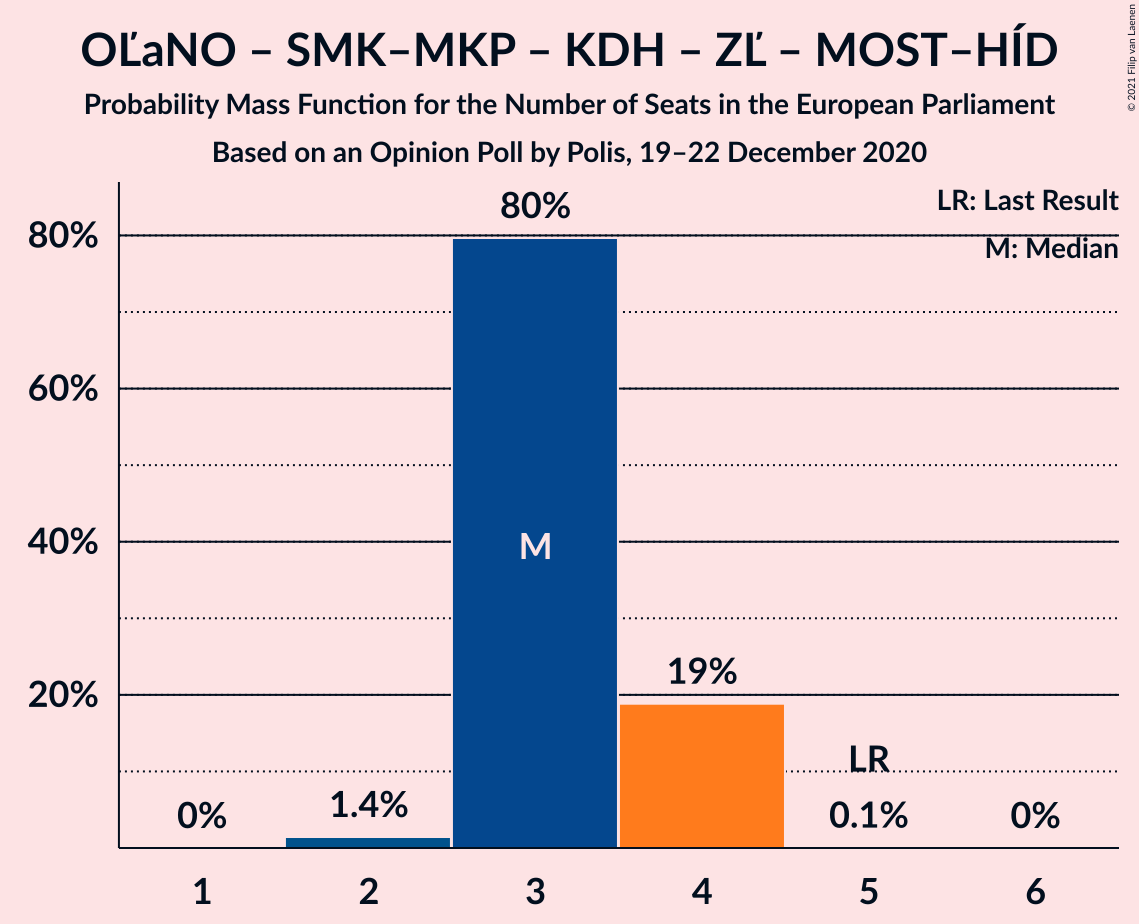 OĽaNO – SMK–MKP – KDH – ZĽ – MOST–HÍD
Probability Mass Function for the Number of Seats in the European Parliament
Based on an Opinion Poll by Polis, 19–22 December 2020
© 2021 Filip van Laenen
LR: Last Result
M: Median
80%
60%
40%
20%
0%
1.4%
80%
M
19%
LR
0.1%
0%
1 2 3 4 5 6